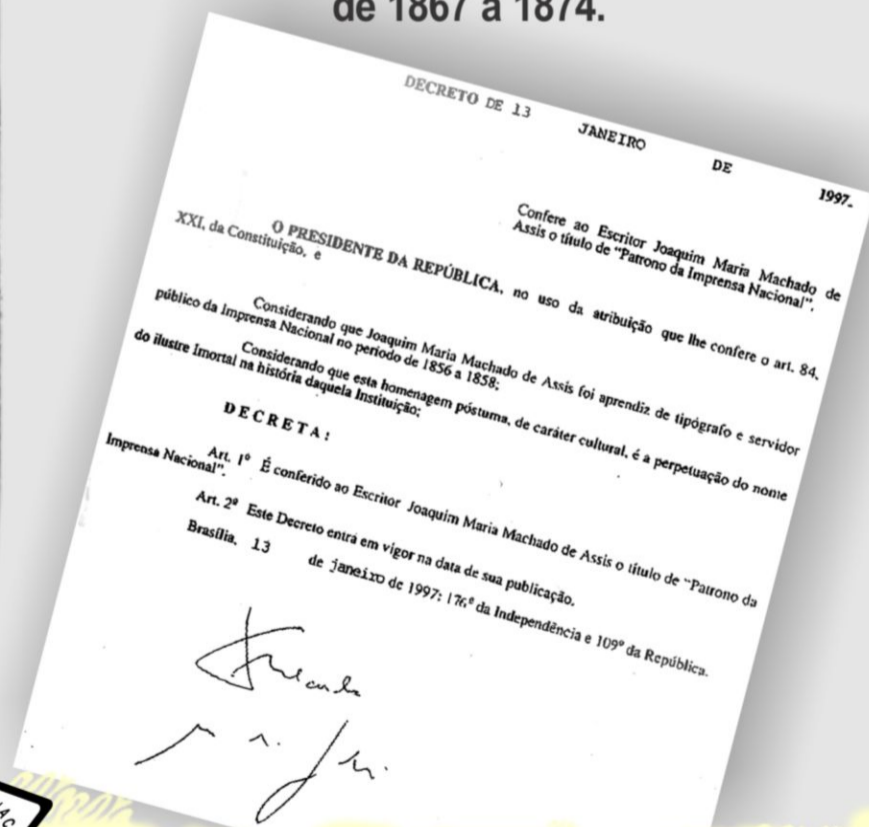 de 1867 a 1874.
DECRETO DE 13 JANEIRO DE 1997.
Confere ao Escritor Joaquim Maria Machado de
Assis o título de "Patrono da Imprensa Nacional".
O PRESIDENTE DA REPÚBLICA, no uso da atribuição que lhe confere o art. 84,
XXI, da Constituição, e
Considerando que Joaquim Maria Machado de Assis foi aprendiz de tipógrafo e servidor
público da Imprensa Nacional no período de 1856 a 1858;
Considerando que esta homenagem póstuma, de caráter cultural, é a perpetuação do nome
do ilustre Imortal na história daquela Instituição;
DECRETA:
Art. 1º É conferido ao Escritor Joaquim Maria Machado de Assis o título de "Patrono da
Imprensa Nacional".
Art. 2º Este Decreto entra em vigor na data de sua publicação.
Brasília, 13 de janeiro de 1997; 176º da Independência e 109º da República.